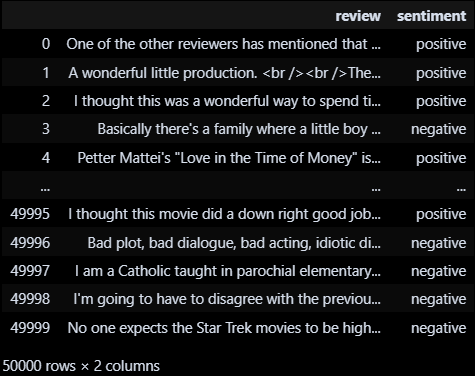 review sentiment
0 One of the other reviewers has mentioned that ... positive
1 A wonderful little production. <br /><br />The... positive
2 I thought this was a wonderful way to spend ti... positive
3 Basically there's a family where a little boy ... negative
4 Petter Mattei's "Love in the Time of Money" is... positive
... ... ...
49995 I thought this movie did a down right good job... positive
49996 Bad plot, bad dialogue, bad acting, idiotic di... negative
49997 I am a Catholic taught in parochial elementary... negative
49998 I'm going to have to disagree with the previou... negative
49999 No one expects the Star Trek movies to be high... negative
50000 rows × 2 columns